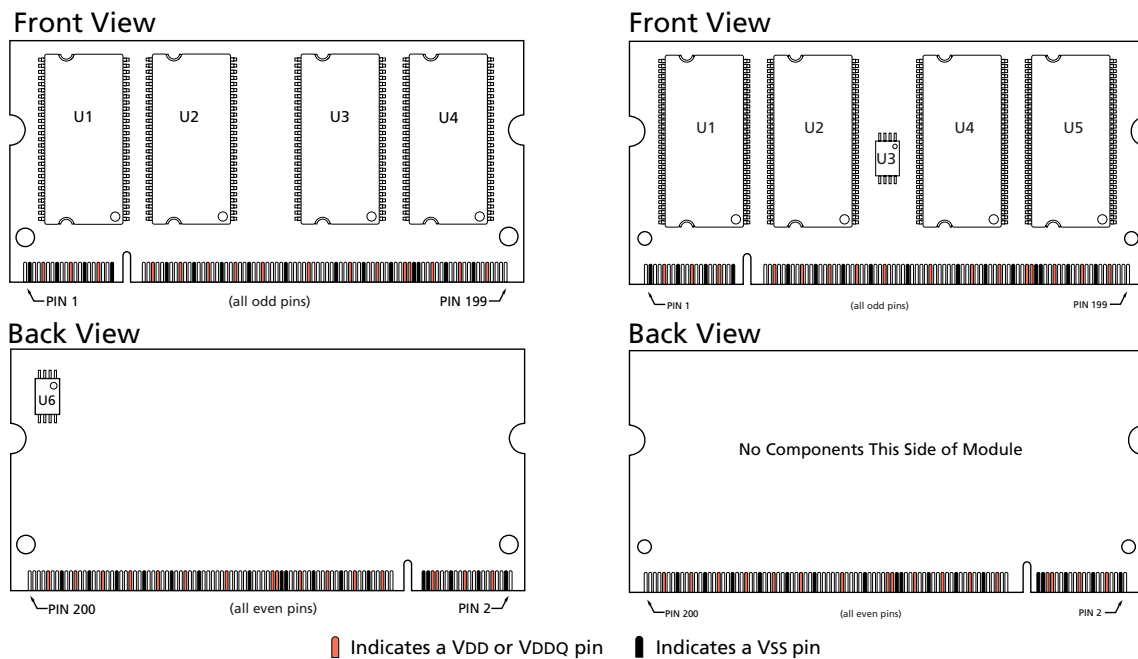 Front View
U1
U2
U3
U4
PIN 1
(all odd pins)
PIN 199
Back View
U6
PIN 200
(all even pins)
PIN 2
Front View
U1
U2
U3
U4
U5
PIN 1
(all odd pins)
PIN 199
Back View
No Components This Side of Module
PIN 200
(all even pins)
PIN 2
Indicates a VDD or VDDQ pin
Indicates a VSS pin